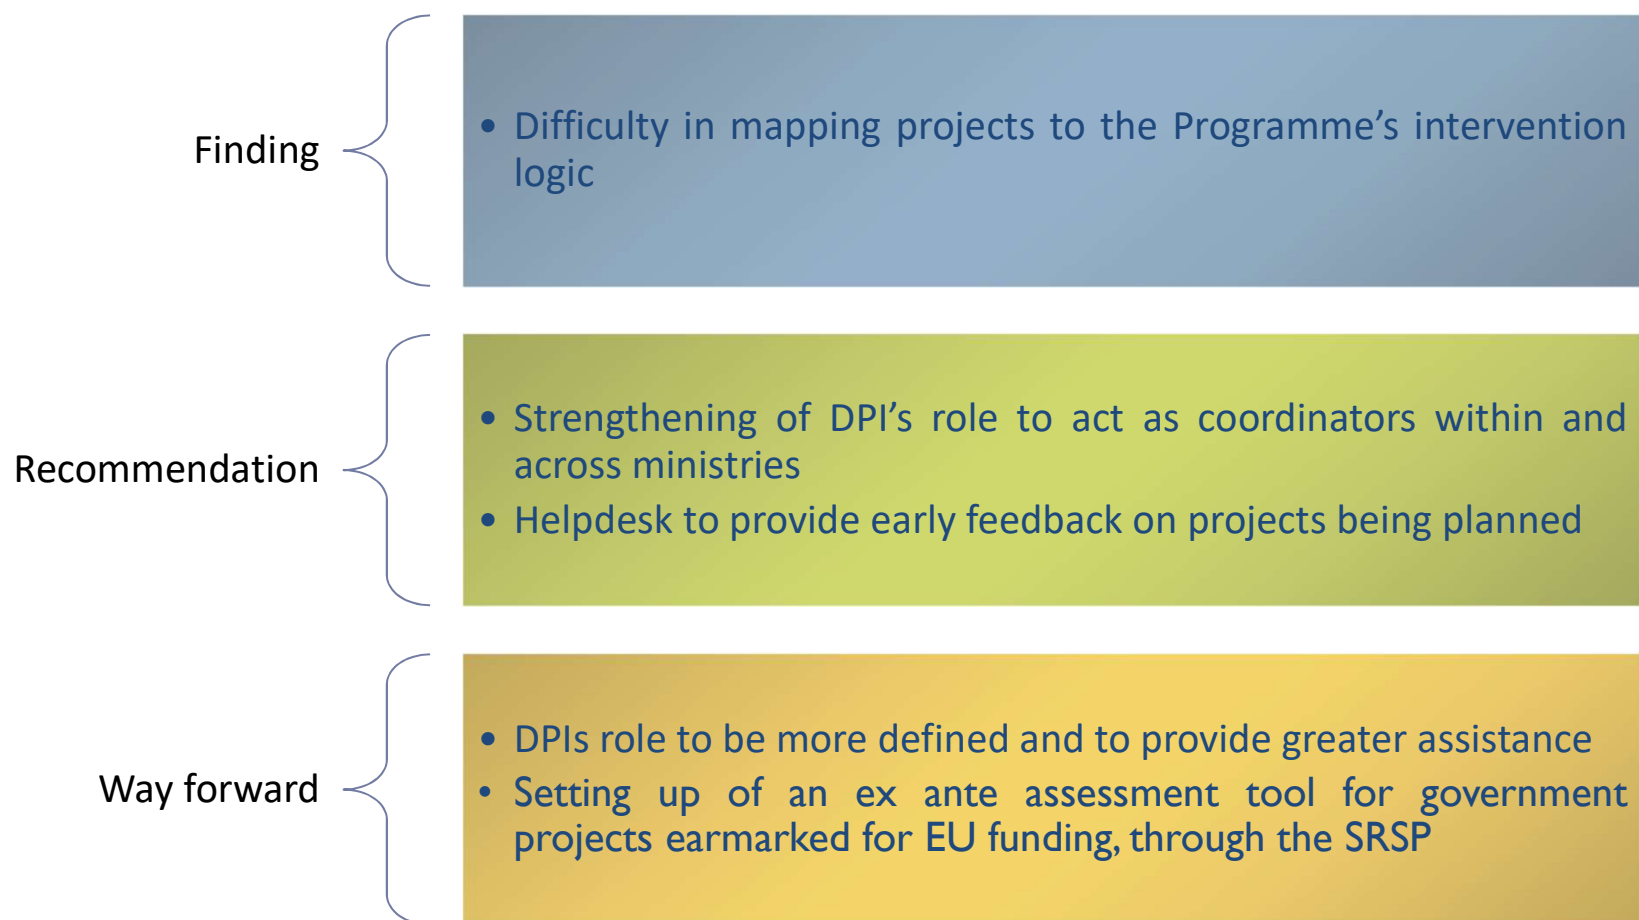 Finding
• Difficulty in mapping projects to the Programme’s intervention
logic
Recommendation
• Strengthening of DPI’s role to act as coordinators within and
across ministries
• Helpdesk to provide early feedback on projects being planned
Way forward
• DPIs role to be more defined and to provide greater assistance
• Setting up of an ex ante assessment tool for government
projects earmarked for EU funding, through the SRSP